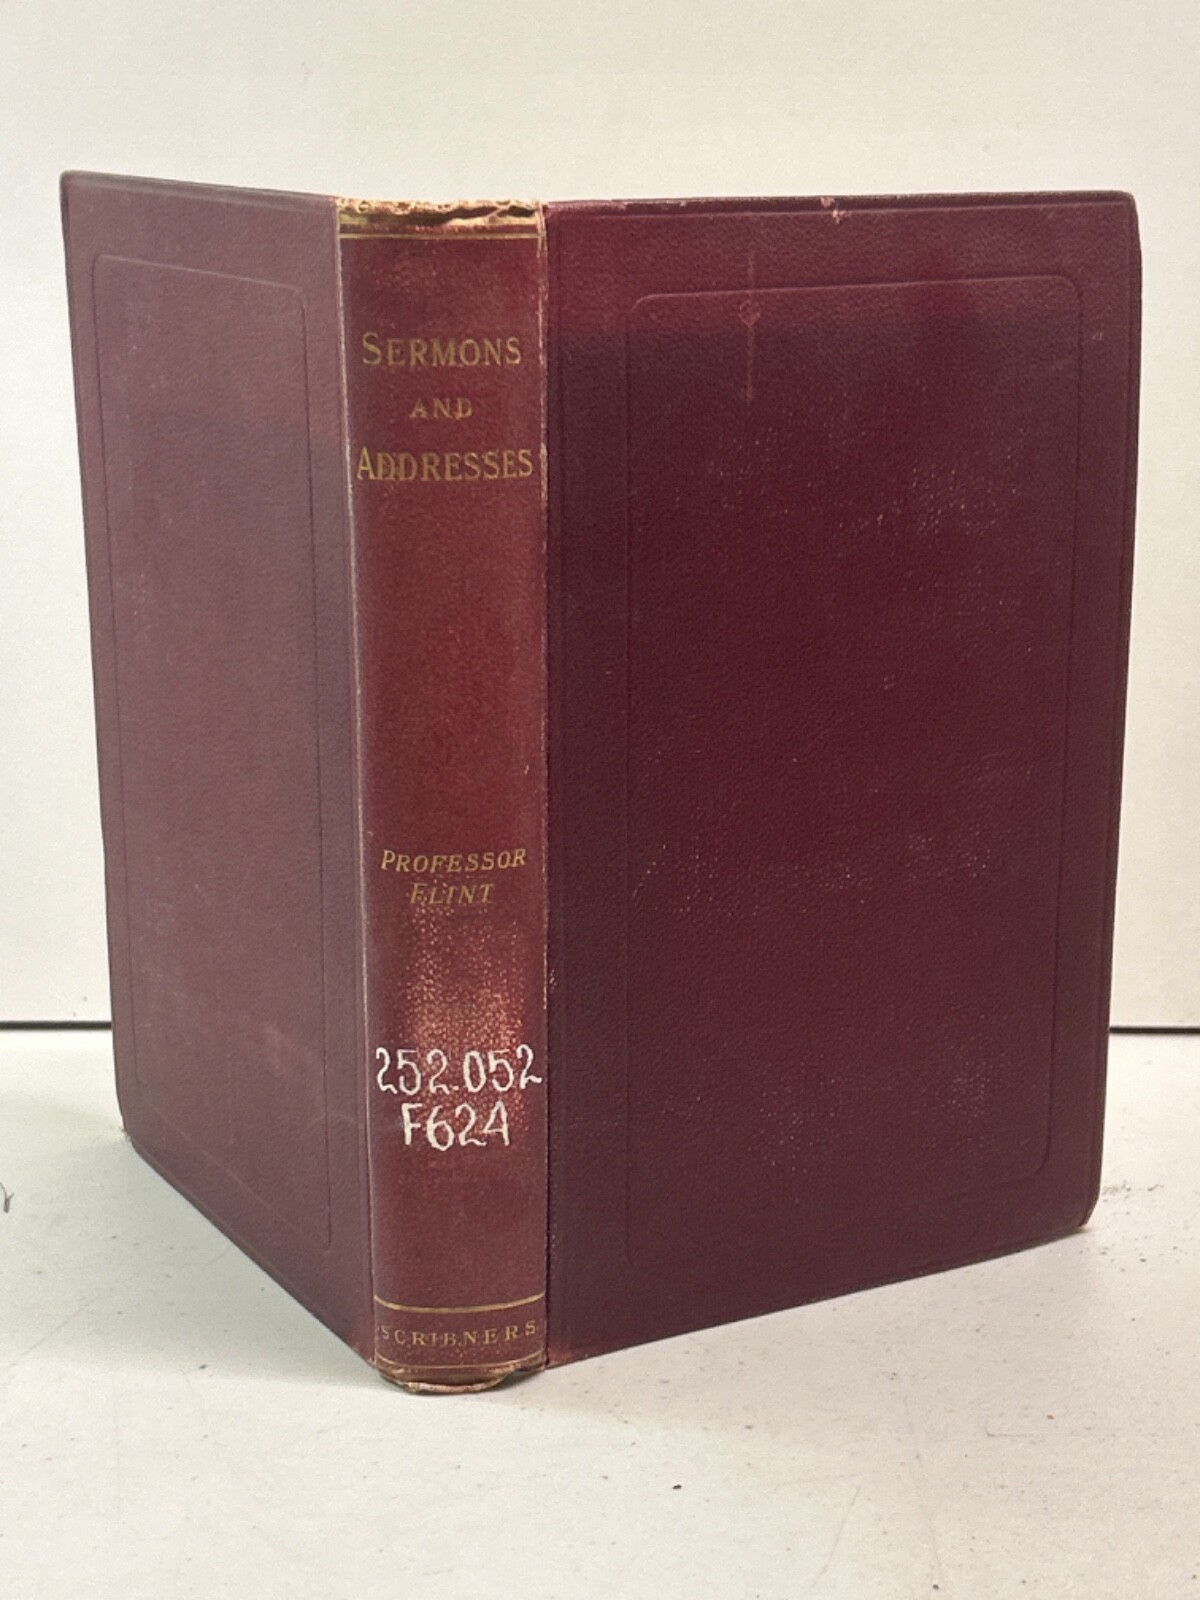 SERMONS
AND
ADDRESSES
PROFESSOR
FLINT
252.052
F624
SCRIBNERS